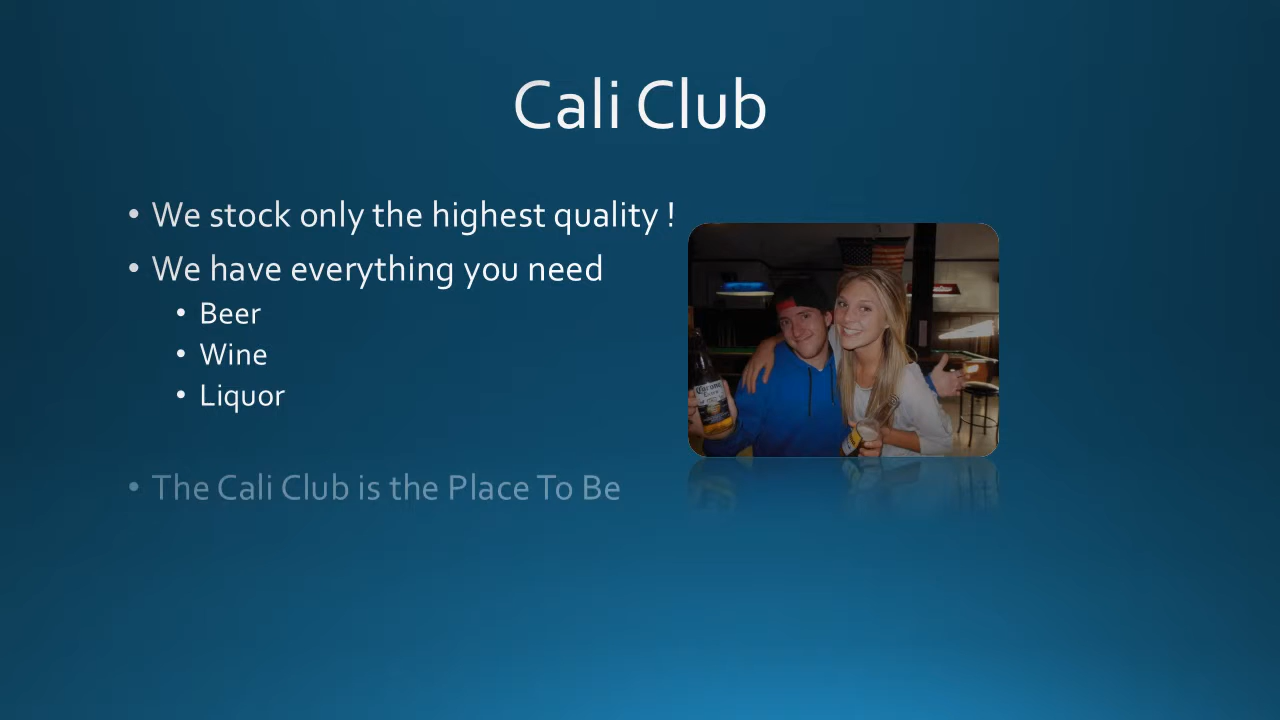 Cali Club
• We stock only the highest quality !
• We have everything you need
• Beer
• Wine
• Liquor
• The Cali Club is the Place To Be
Corona